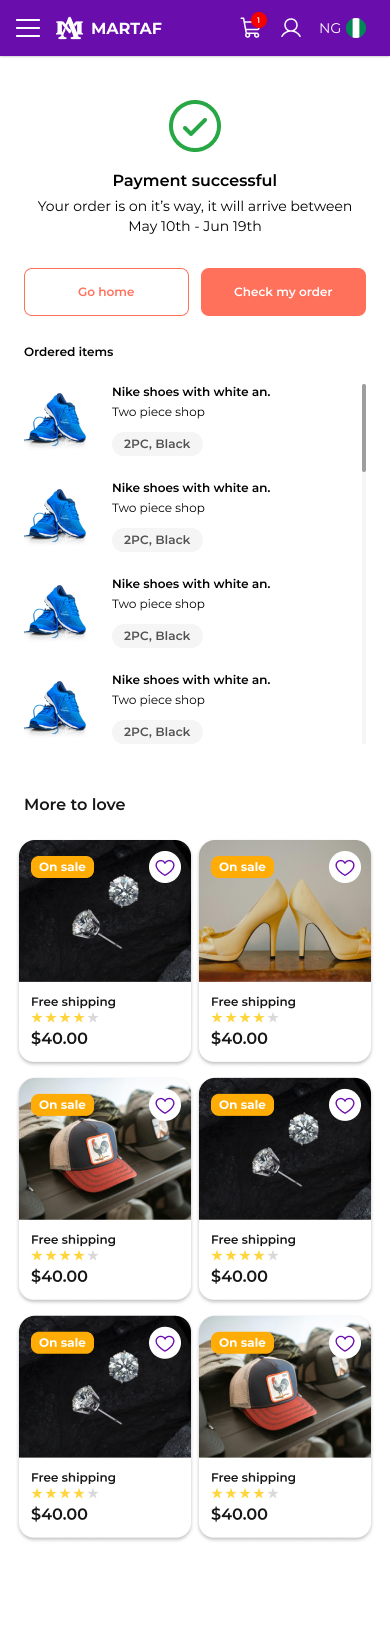 MARTAF
1
NG
Payment successful
Your order is on it’s way, it will arrive between
May 10th - Jun 19th
Go home
Check my order
Ordered items
Nike shoes with white an.
Two piece shop
2PC, Black
Nike shoes with white an.
Two piece shop
2PC, Black
Nike shoes with white an.
Two piece shop
2PC, Black
Nike shoes with white an.
Two piece shop
2PC, Black
More to love
On sale
Free shipping
$40.00
On sale
Free shipping
$40.00
On sale
Free shipping
$40.00
On sale
Free shipping
$40.00
On sale
Free shipping
$40.00
On sale
Free shipping
$40.00